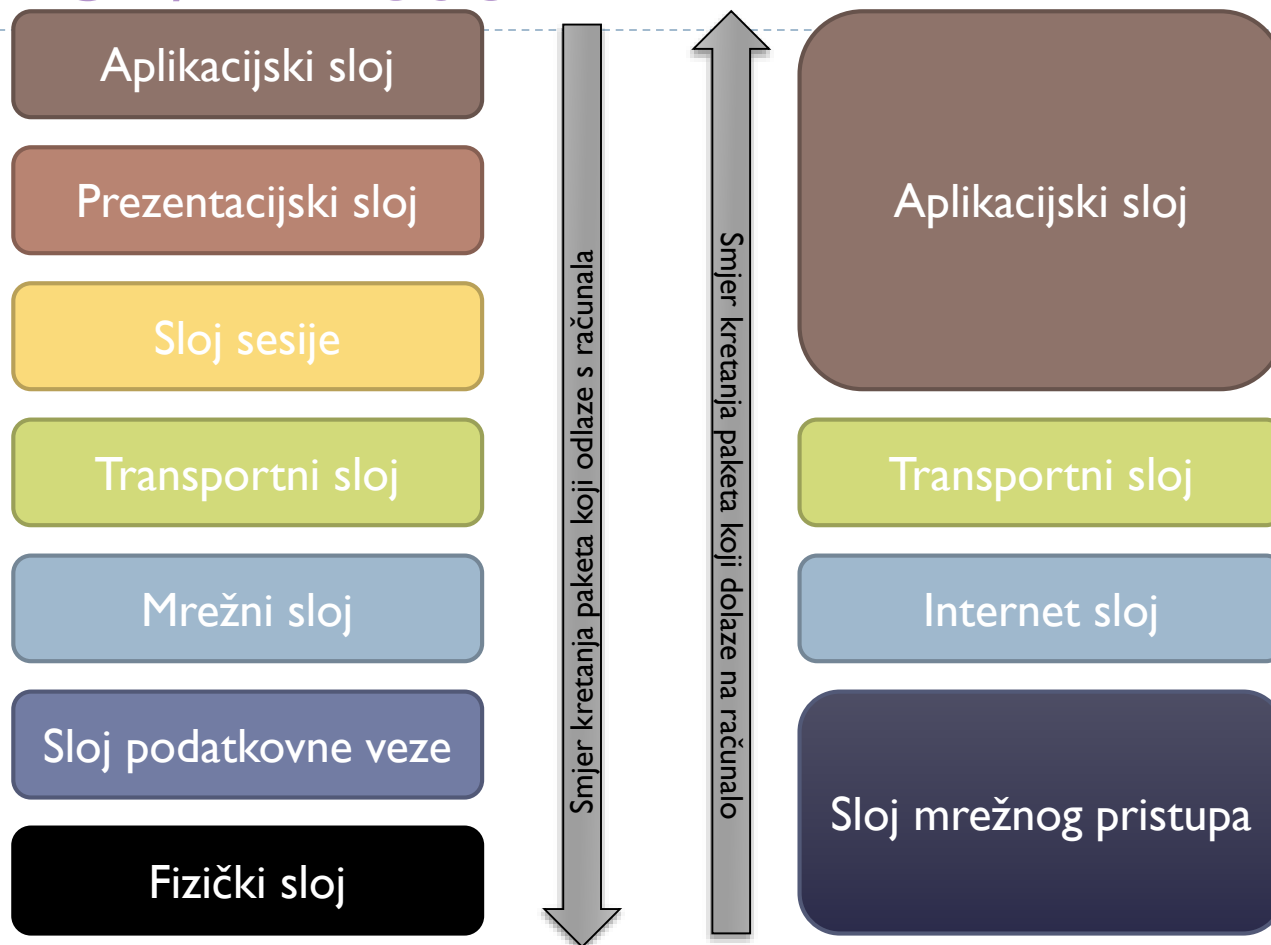 Aplikacijski sloj
Prezentacijski sloj
Sloj sesije
Transportni sloj
Mrežni sloj
Sloj podatkovne veze
Fizički sloj
Smjer kretanja paketa koji odlaze s računala
Smjer kretanja paketa koji dolaze na računalo
Aplikacijski sloj
Transportni sloj
Internet sloj
Sloj mrežnog pristupa